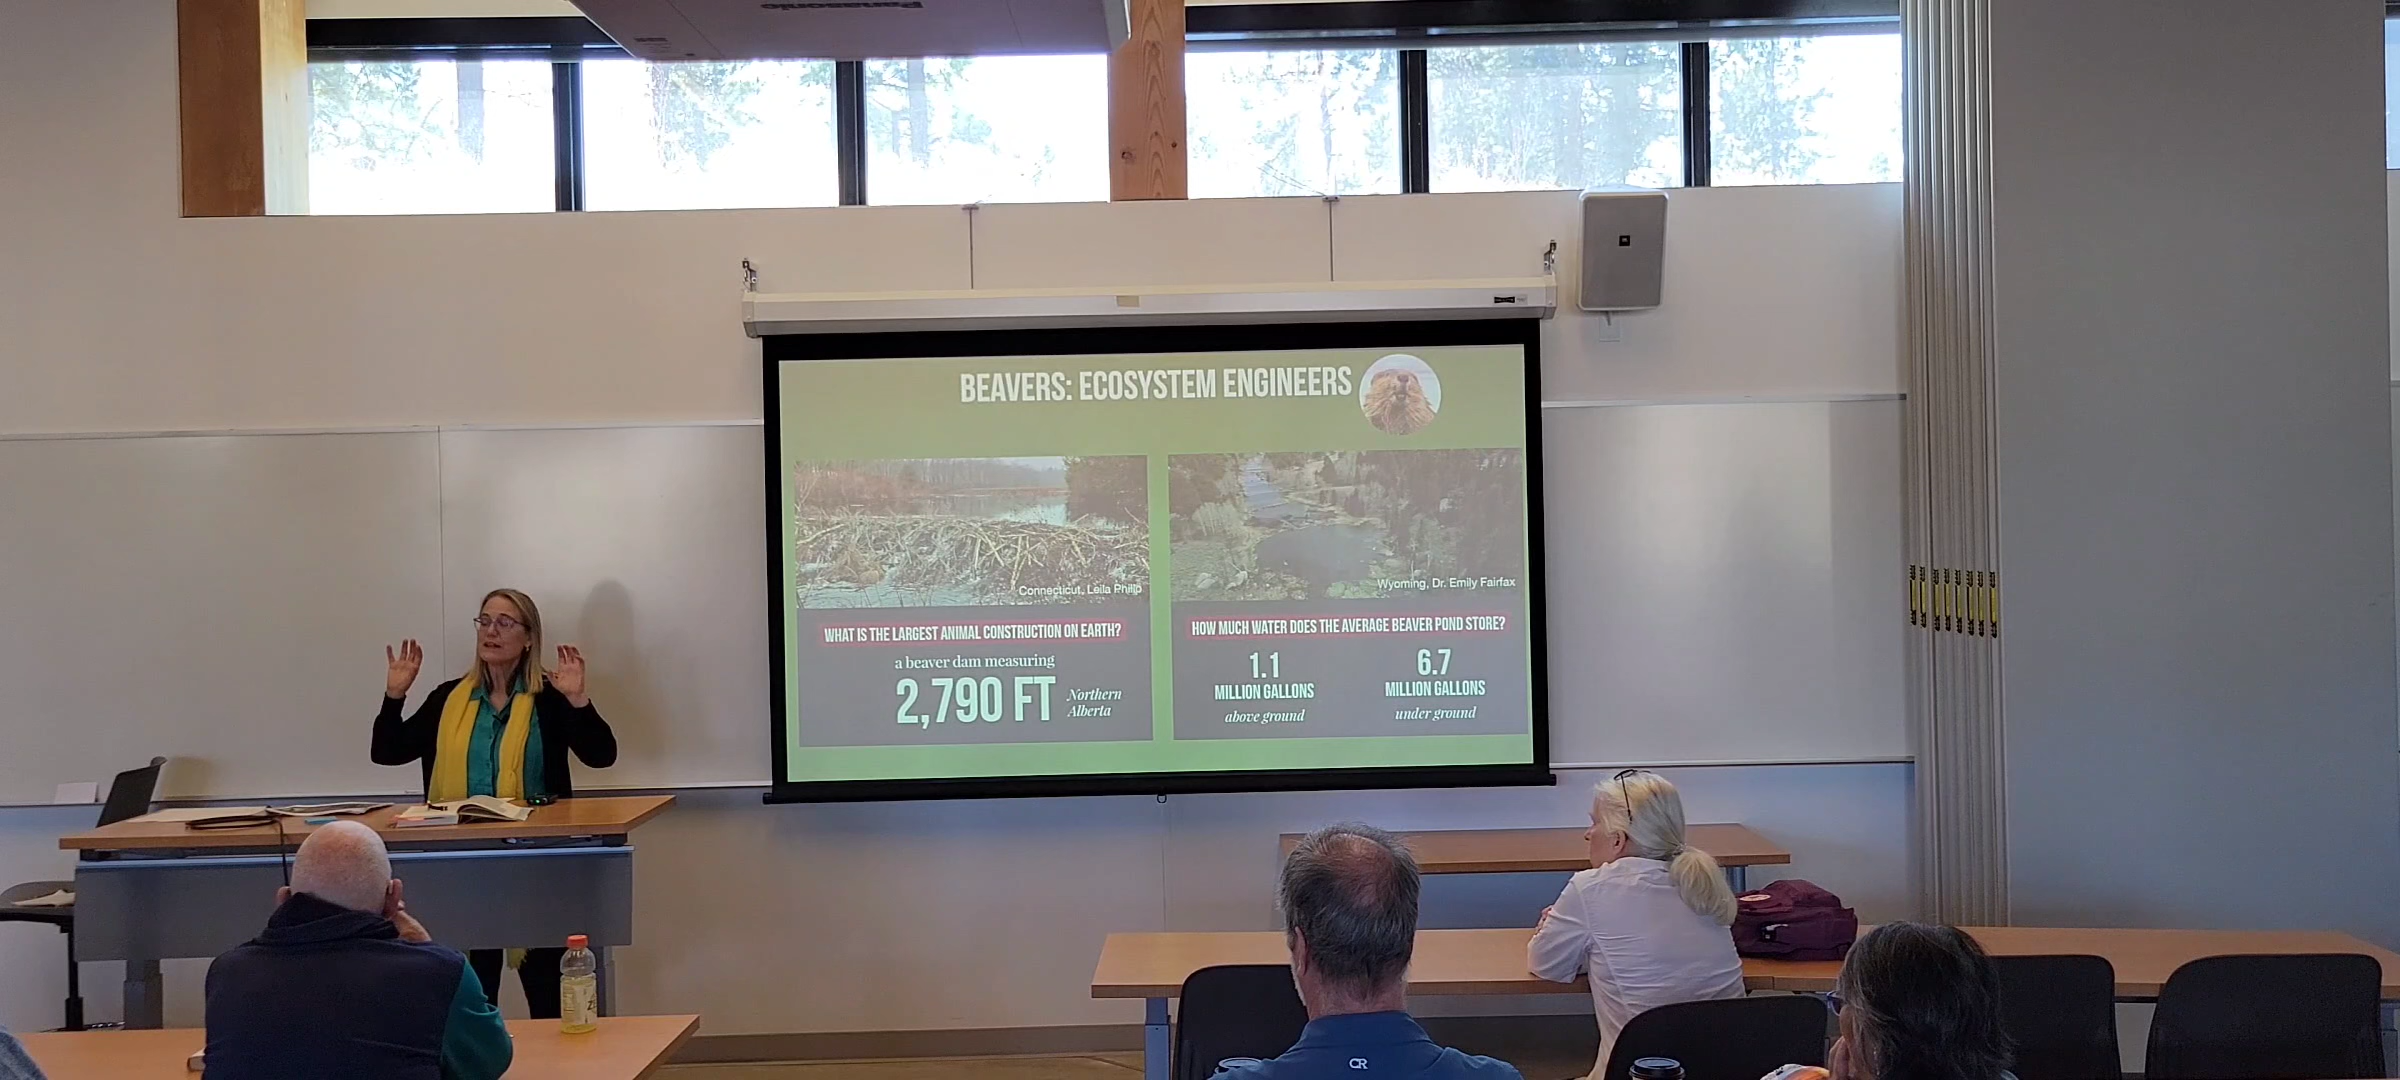 Panasonic
BEAVERS: ECOSYSTEM ENGINEERS
Connecticut, Leila Philip
WHAT IS THE LARGEST ANIMAL CONSTRUCTION ON EARTH?
a beaver dam measuring
2,790 FT
Northern
Alberta
Wyoming, Dr. Emily Fairfax
HOW MUCH WATER DOES THE AVERAGE BEAVER POND STORE?
1.1
MILLION GALLONS
above ground
6.7
MILLION GALLONS
under ground
CR